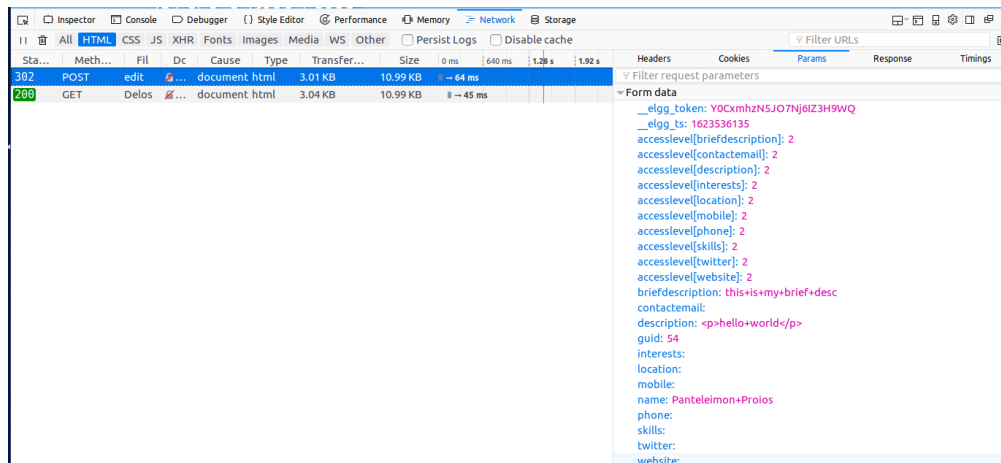 Inspector Console Debugger {} Style Editor Performance Memory Network Storage
All HTML CSS JS XHR Fonts Images Media WS Other Persist Logs Disable cache Filter URLs
Sta... Meth... Fil Dc Cause Type Transfer... Size 0 ms 640 ms 1.28 s 1.92 s Headers Cookies Params Response Timings
302 POST edit ... document html 3.01 KB 10.99 KB → 64 ms
200 GET Delos ... document html 3.04 KB 10.99 KB → 45 ms
Filter request parameters
Form data
__elgg_token: Y0CxmhzN5JO7Nj6IZ3H9WQ
__elgg_ts: 1623536135
accesslevel[briefdescription]: 2
accesslevel[contactemail]: 2
accesslevel[description]: 2
accesslevel[interests]: 2
accesslevel[location]: 2
accesslevel[mobile]: 2
accesslevel[phone]: 2
accesslevel[skills]: 2
accesslevel[twitter]: 2
accesslevel[website]: 2
briefdescription: this+is+my+brief+desc
contactemail:
description: <p>hello+world</p>
guid: 54
interests:
location:
mobile:
name: Panteleimon+Proios
phone:
skills:
twitter:
website: